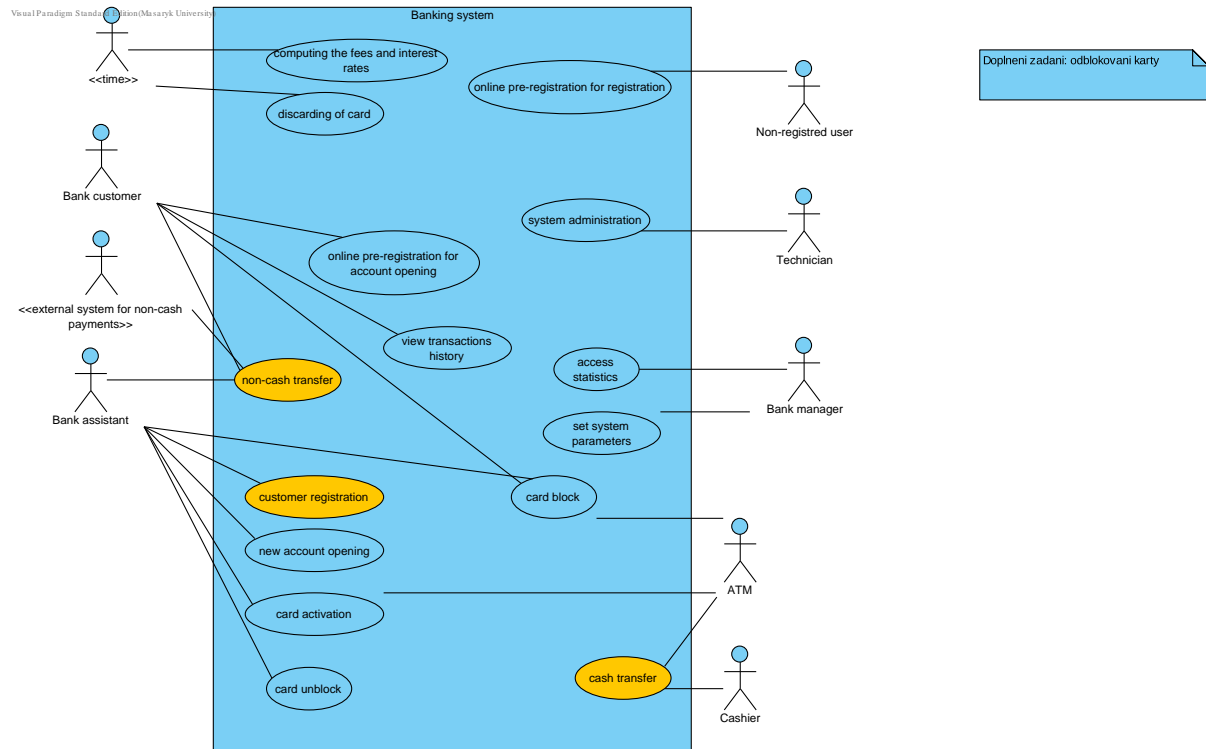 Visual Paradigm Standard Edition(Masaryk University)
Banking system
computing the fees and interest
rates
<<time>>
discarding of card
online pre-registration for registration
Non-registred user
Doplneni zadani: odblokovani karty
Bank customer
system administration
Technician
online pre-registration for
account opening
<<external system for non-cash
payments>>
view transactions
history
access
statistics
non-cash transfer
Bank assistant
Bank manager
set system
parameters
customer registration
card block
new account opening
ATM
card activation
cash transfer
card unblock
Cashier